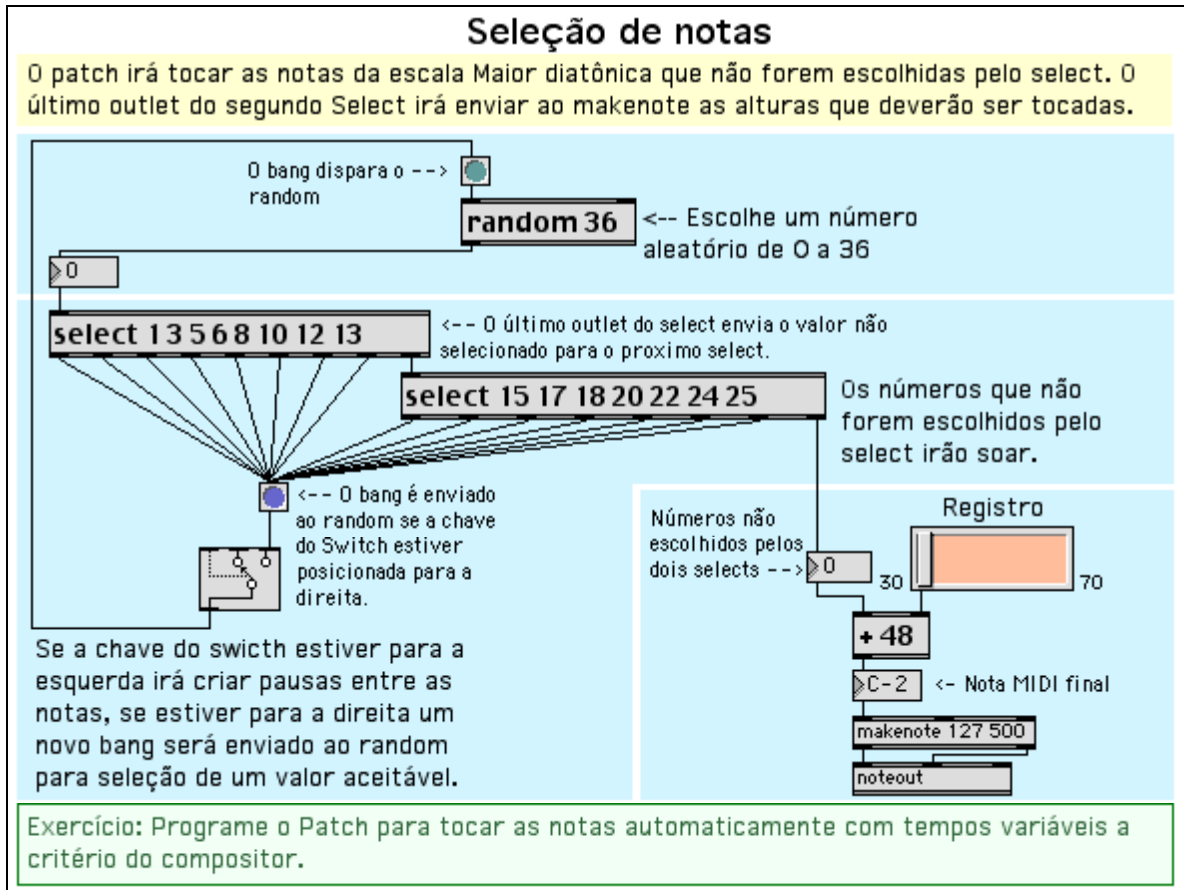 Seleção de notas
O patch irá tocar as notas da escala Maior diatônica que não forem escolhidas pelo select. O
último outlet do segundo Select irá enviar ao makenote as alturas que deverão ser tocadas.
O bang dispara o -->
random
random 36
<-- Escolhe um número
aleatório de 0 a 36
0
select 1 3 5 6 8 10 12 13
<-- O último outlet do select envia o valor não
selecionado para o proximo select.
select 15 17 18 20 22 24 25
Os números que não
forem escolhidos pelo
select irão soar.
<-- O bang é enviado
ao random se a chave
do Switch estiver
posicionada para a
direita.
Números não
escolhidos pelos
dois selects -->
0
Registro
30
70
+ 48
C-2
<- Nota MIDI final
makenote 127 500
noteout
Se a chave do swicth estiver para a
esquerda irá criar pausas entre as
notas, se estiver para a direita um
novo bang será enviado ao random
para seleção de um valor aceitável.
Exercício: Programe o Patch para tocar as notas automaticamente com tempos variáveis a
critério do compositor.